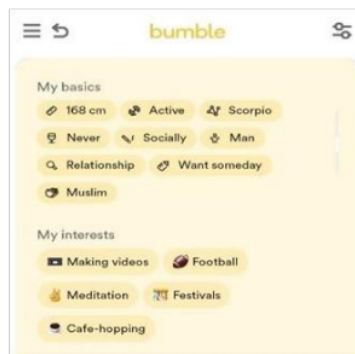 bumble
My basics
168 cm Active Scorpio
Never Socially Man
Relationship Want someday
Muslim
My interests
Making videos Football
Meditation Festivals
Cafe-hopping